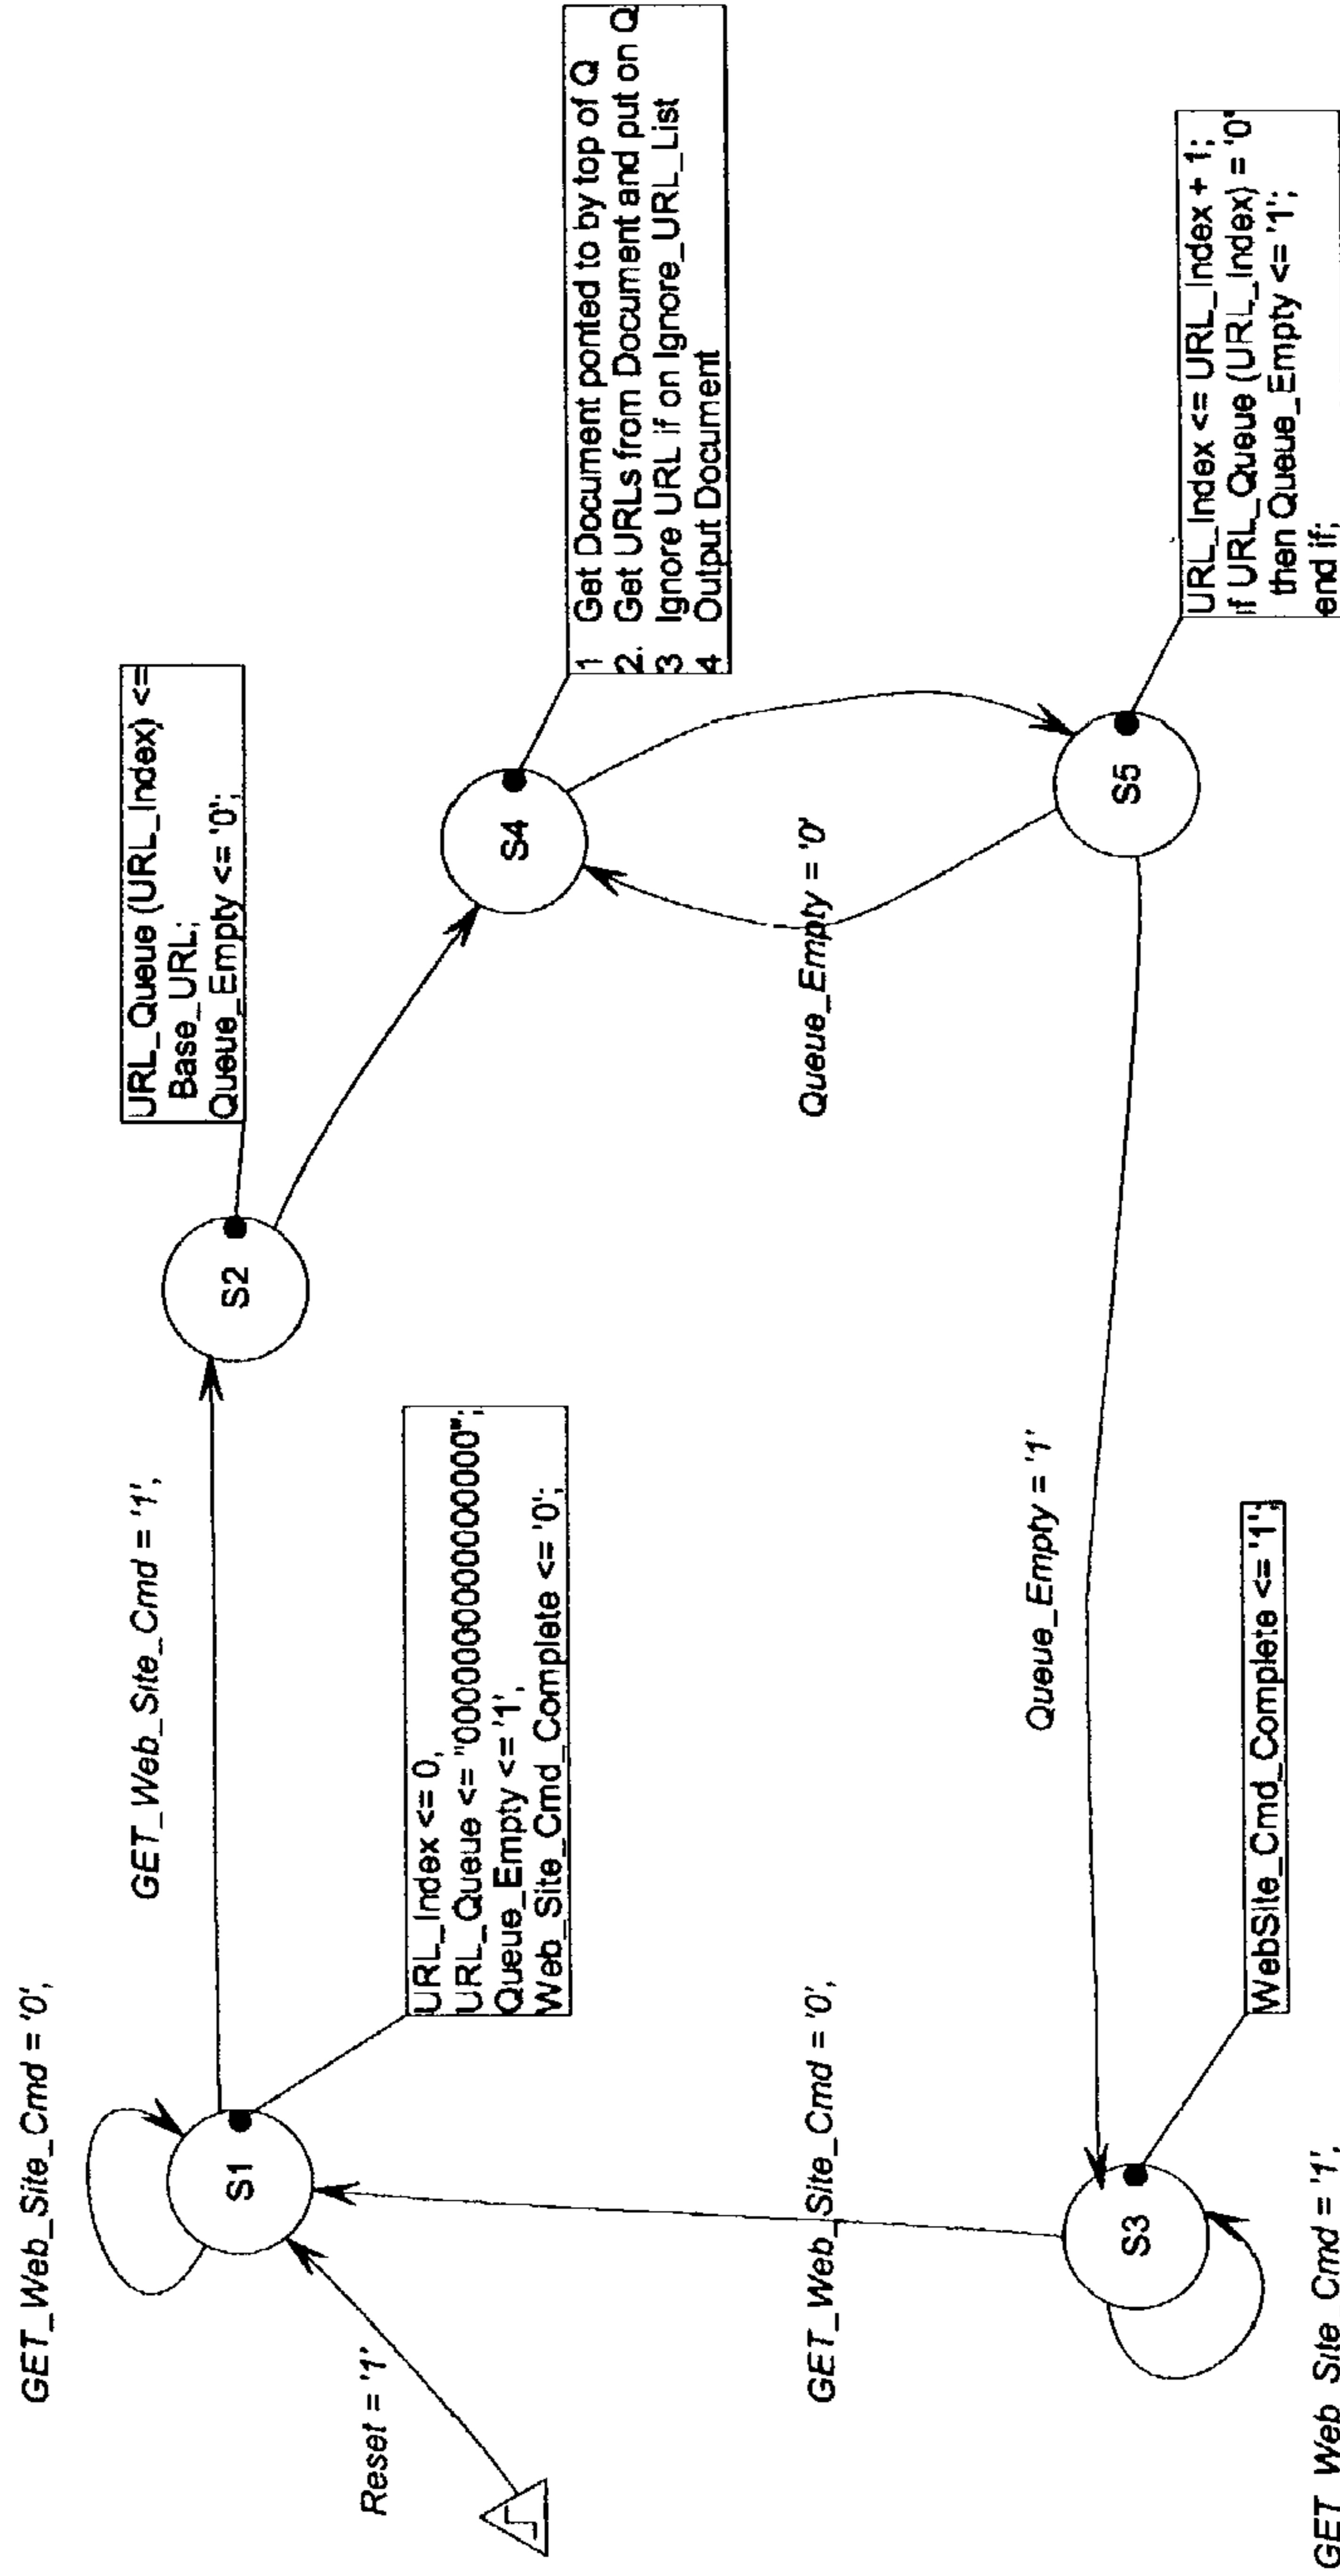 GET_Web_Site_Cmd = '0',
GET_Web_Site_Cmd = '1',
Reset = '1'
S1
URL_Index <= 0,
URL_Queue <= "0000000000000000";
Queue_Empty <= '1',
Web_Site_Cmd_Complete <= '0';
S2
URL_Queue (URL_Index) <=
Base_URL;
Queue_Empty <= '0';
S4
1 Get Document ponted to by top of Q
2. Get URLs from Document and put on Q
3 Ignore URL if on Ignore_URL_List
4 Output Document
Queue_Empty = '0'
S5
URL_Index <= URL_Index + 1;
if URL_Queue (URL_Index) = '0'
then Queue_Empty <= '1';
end if;
Queue_Empty = '1'
GET_Web_Site_Cmd = '0',
S3
WebSite_Cmd_Complete <= '1';
GET_Web_Site_Cmd = '1',